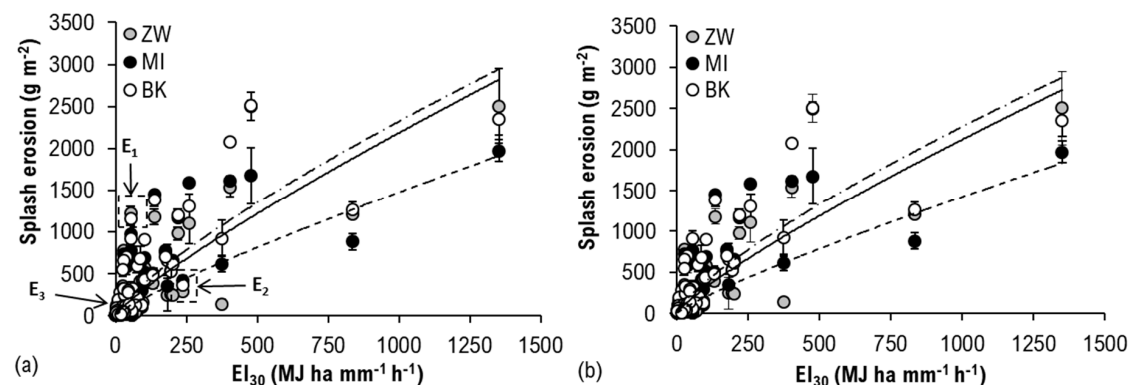 3500
3000
2500
2000
1500
1000
500
0
Splash erosion (g m-2)
ZW
MI
BK
E1
E2
E3
0 250 500 750 1000 1250 1500
(a)
EI30 (MJ ha mm-1 h-1)
3500
3000
2500
2000
1500
1000
500
0
Splash erosion (g m-2)
ZW
MI
BK
0 250 500 750 1000 1250 1500
(b)
EI30 (MJ ha mm-1 h-1)